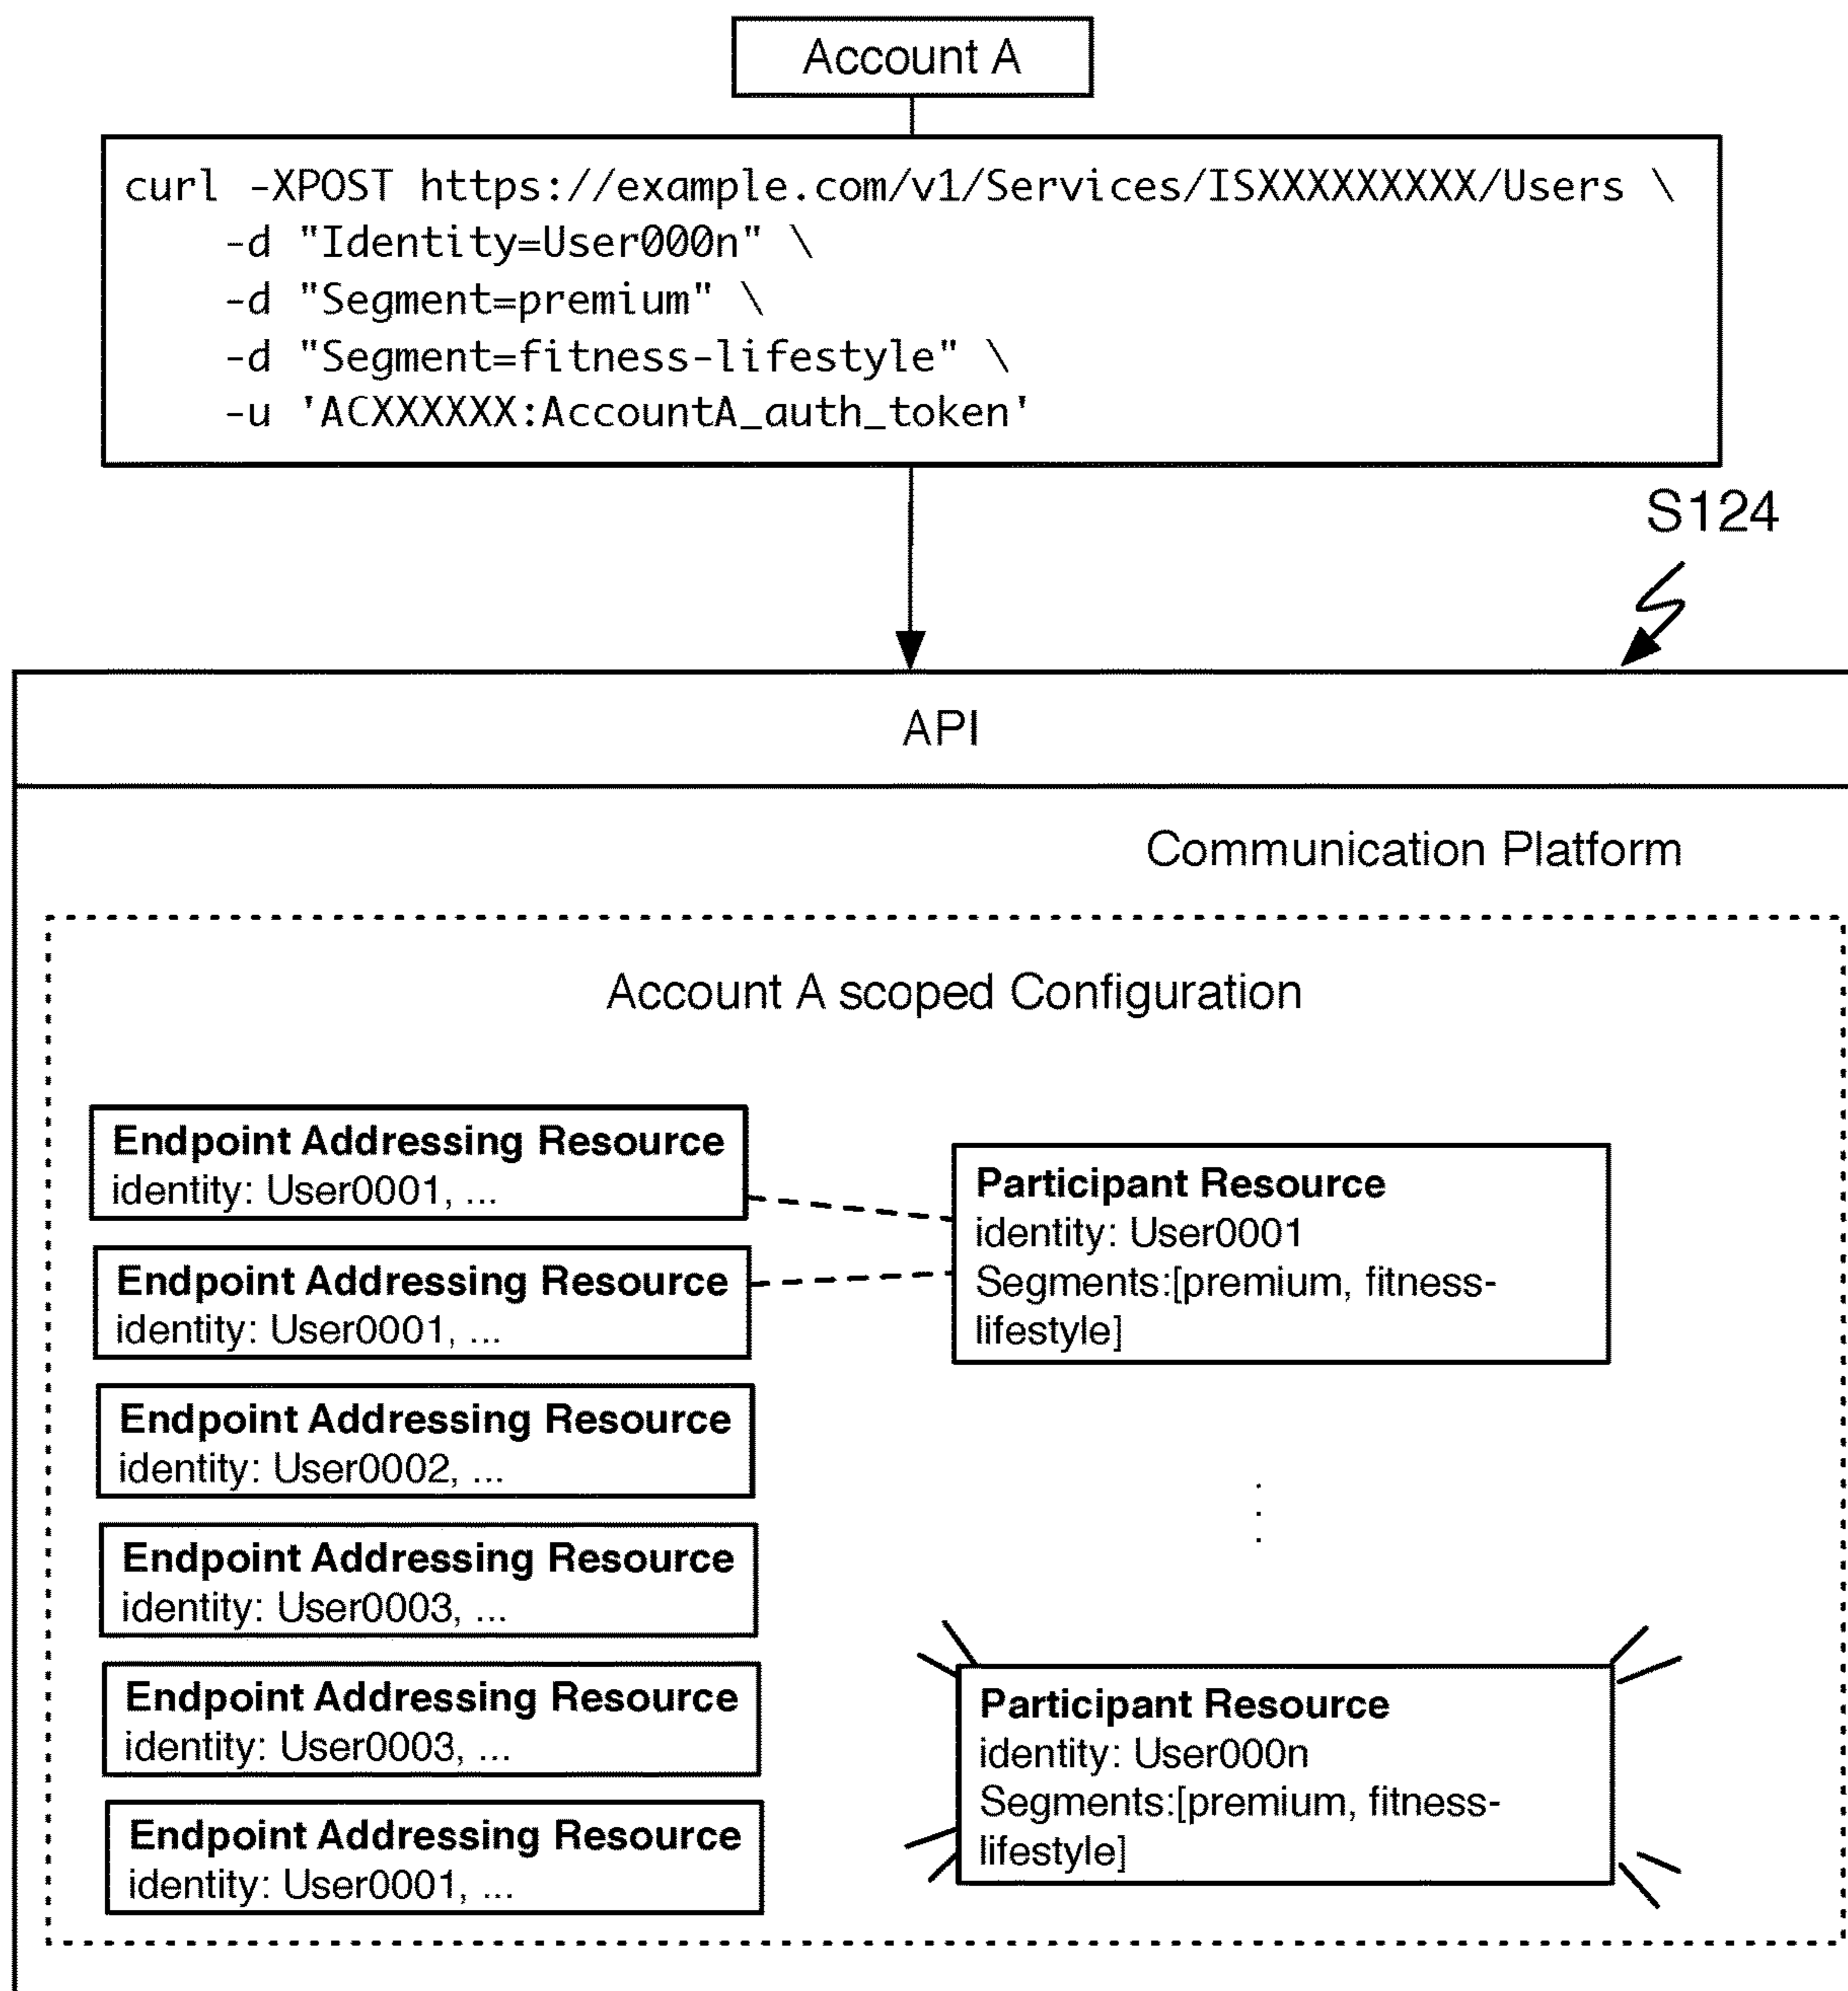 Account A
curl -XPOST https://example.com/v1/Services/ISXXXXXXXXX/Users \
-d "Identity=User000n" \
-d "Segment=premium" \
-d "Segment=fitness-lifestyle" \
-u 'ACXXXXXX:AccountA_auth_token'
S124
API
Communication Platform
Account A scoped Configuration
Endpoint Addressing Resource
identity: User0001, ...
Endpoint Addressing Resource
identity: User0001, ...
Endpoint Addressing Resource
identity: User0002, ...
Endpoint Addressing Resource
identity: User0003, ...
Endpoint Addressing Resource
identity: User0003, ...
Endpoint Addressing Resource
identity: User0001, ...
Participant Resource
identity: User0001
Segments:[premium, fitness-
lifestyle]
Participant Resource
identity: User000n
Segments:[premium, fitness-
lifestyle]